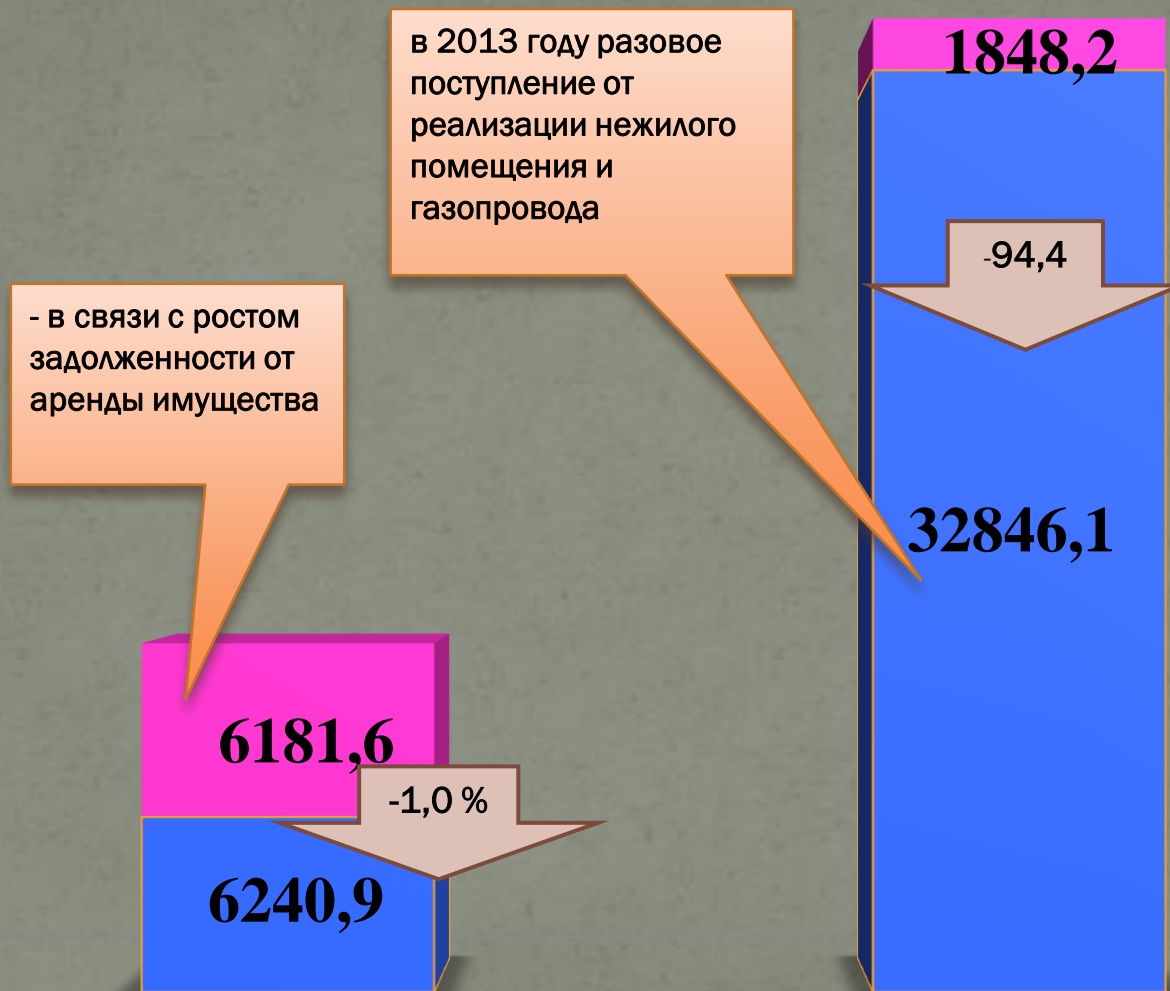 в 2013 году разовое
поступление от
реализации нежилого
помещения и
газопровода
1848,2
-94,4
- в связи с ростом
задолженности от
аренды имущества
32846,1
6181,6
-1,0 %
6240,9